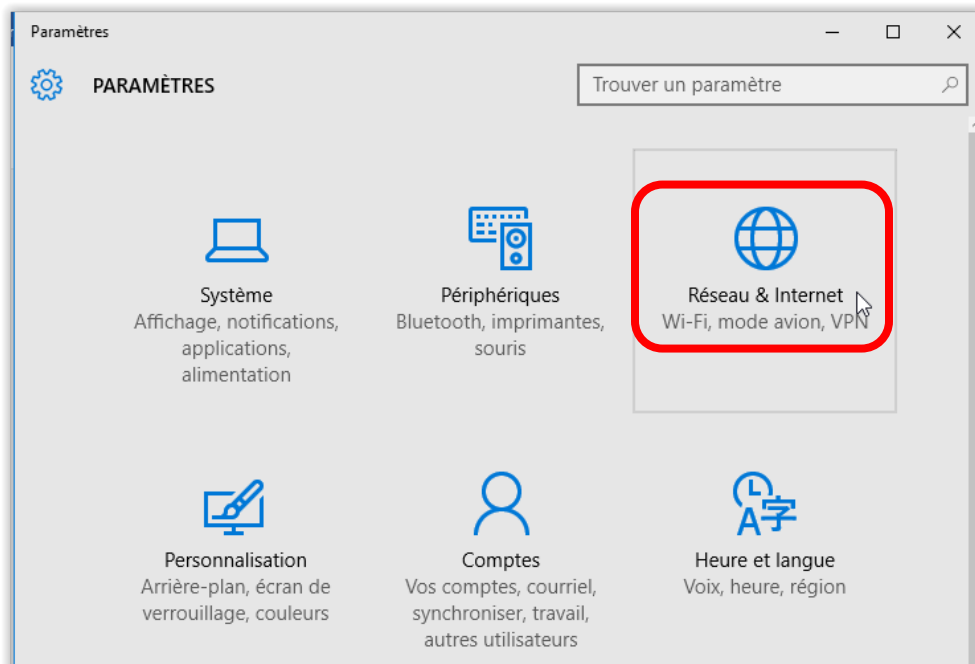 Paramètres
PARAMÈTRES
Trouver un paramètre
Système
Affichage, notifications,
applications,
alimentation
Périphériques
Bluetooth, imprimantes,
souris
Réseau & Internet
Wi-Fi, mode avion, VPN
Personnalisation
Arrière-plan, écran de
verrouillage, couleurs
Comptes
Vos comptes, courriel,
synchroniser, travail,
autres utilisateurs
A字
Heure et langue
Voix, heure, région